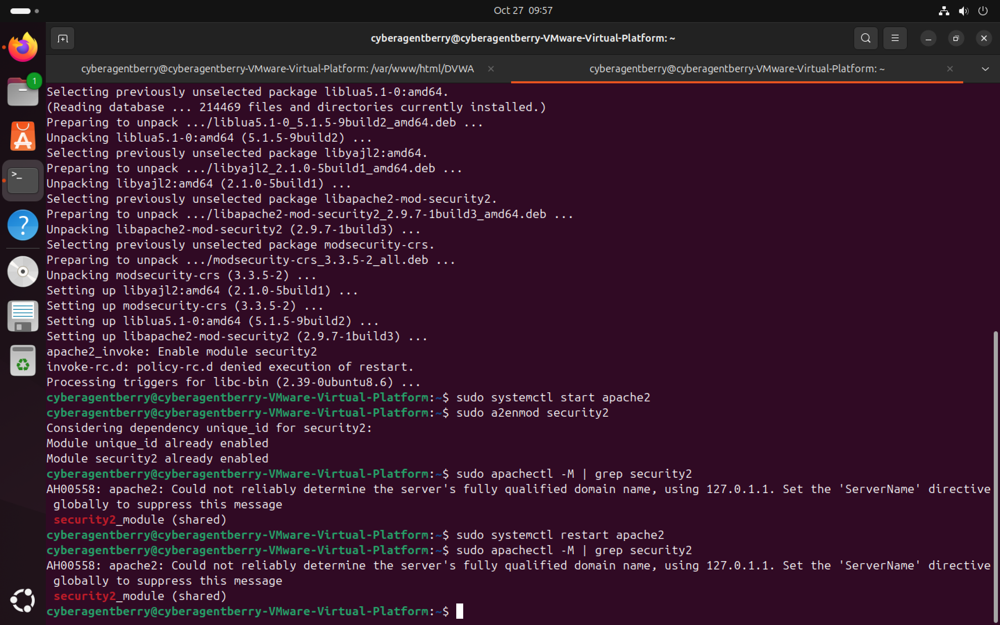 Oct 27 09:57
cyberagentberry@cyberagentberry-VMware-Virtual-Platform: ~
cyberagentberry@cyberagentberry-VMware-Virtual-Platform: /var/www/html/DVWA
cyberagentberry@cyberagentberry-VMware-Virtual-Platform: ~
1
Selecting previously unselected package liblua5.1-0:amd64.
(Reading database ... 214469 files and directories currently installed.)
Preparing to unpack .../liblua5.1-0_5.1.5-9build2_amd64.deb ...
Unpacking liblua5.1-0:amd64 (5.1.5-9build2) ...
Selecting previously unselected package libyajl2:amd64.
Preparing to unpack .../libyajl2_2.1.0-5build1_amd64.deb ...
Unpacking libyajl2:amd64 (2.1.0-5build1) ...
Selecting previously unselected package libapache2-mod-security2.
Preparing to unpack .../libapache2-mod-security2_2.9.7-1build3_amd64.deb ...
Unpacking libapache2-mod-security2 (2.9.7-1build3) ...
Selecting previously unselected package modsecurity-crs.
Preparing to unpack .../modsecurity-crs_3.3.5-2_all.deb ...
Unpacking modsecurity-crs (3.3.5-2) ...
Setting up libyajl2:amd64 (2.1.0-5build1) ...
Setting up modsecurity-crs (3.3.5-2) ...
Setting up liblua5.1-0:amd64 (5.1.5-9build2) ...
Setting up libapache2-mod-security2 (2.9.7-1build3) ...
apache2_invoke: Enable module security2
invoke-rc.d: policy-rc.d denied execution of restart.
Processing triggers for libc-bin (2.39-0ubuntu8.6) ...
cyberagentberry@cyberagentberry-VMware-Virtual-Platform:~$ sudo systemctl start apache2
cyberagentberry@cyberagentberry-VMware-Virtual-Platform:~$ sudo a2enmod security2
Considering dependency unique_id for security2:
Module unique_id already enabled
Module security2 already enabled
cyberagentberry@cyberagentberry-VMware-Virtual-Platform:~$ sudo apachectl -M | grep security2
AH00558: apache2: Could not reliably determine the server's fully qualified domain name, using 127.0.1.1. Set the 'ServerName' directive
globally to suppress this message
security2_module (shared)
cyberagentberry@cyberagentberry-VMware-Virtual-Platform:~$ sudo systemctl restart apache2
cyberagentberry@cyberagentberry-VMware-Virtual-Platform:~$ sudo apachectl -M | grep security2
AH00558: apache2: Could not reliably determine the server's fully qualified domain name, using 127.0.1.1. Set the 'ServerName' directive
globally to suppress this message
security2_module (shared)
cyberagentberry@cyberagentberry-VMware-Virtual-Platform:~$